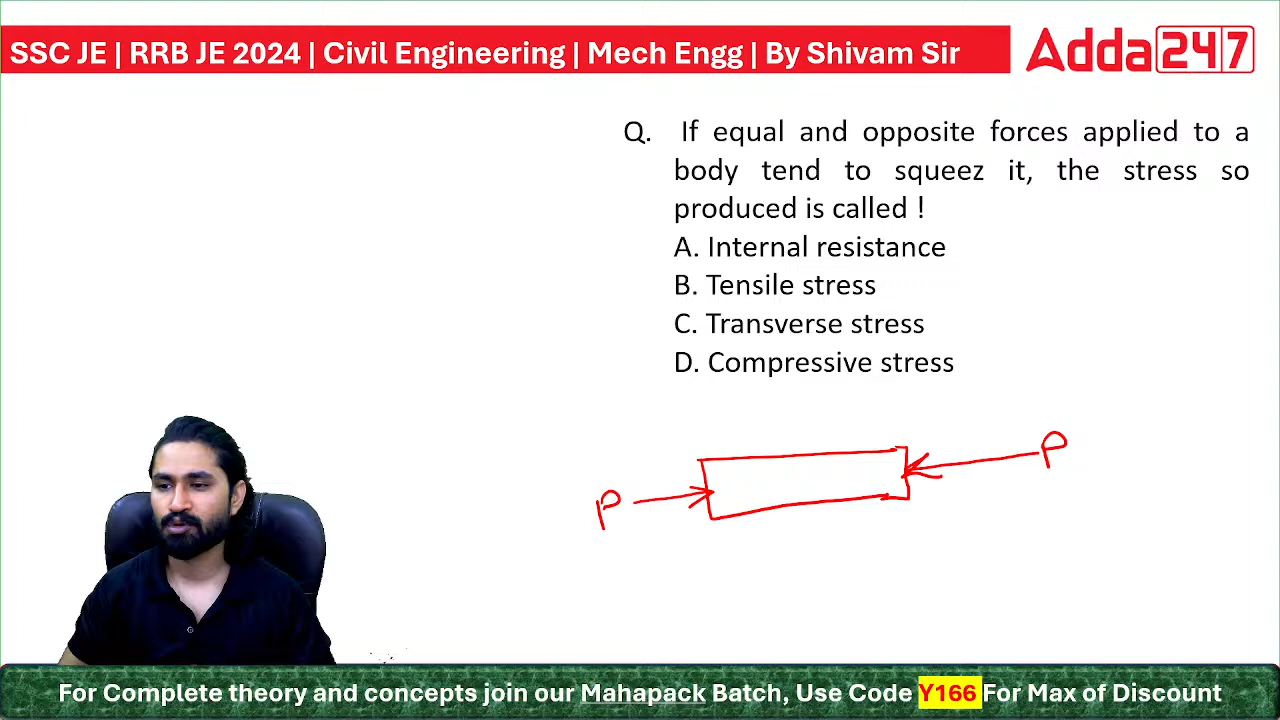 SSC JE | RRB JE 2024 | Civil Engineering | Mech Engg | By Shivam Sir
Adda247
Q. If equal and opposite forces applied to a
body tend to squeez it, the stress so
produced is called !
A. Internal resistance
B. Tensile stress
C. Transverse stress
D. Compressive stress
P
P
For Complete theory and concepts join our Mahapack Batch, Use Code Y166 For Max of Discount